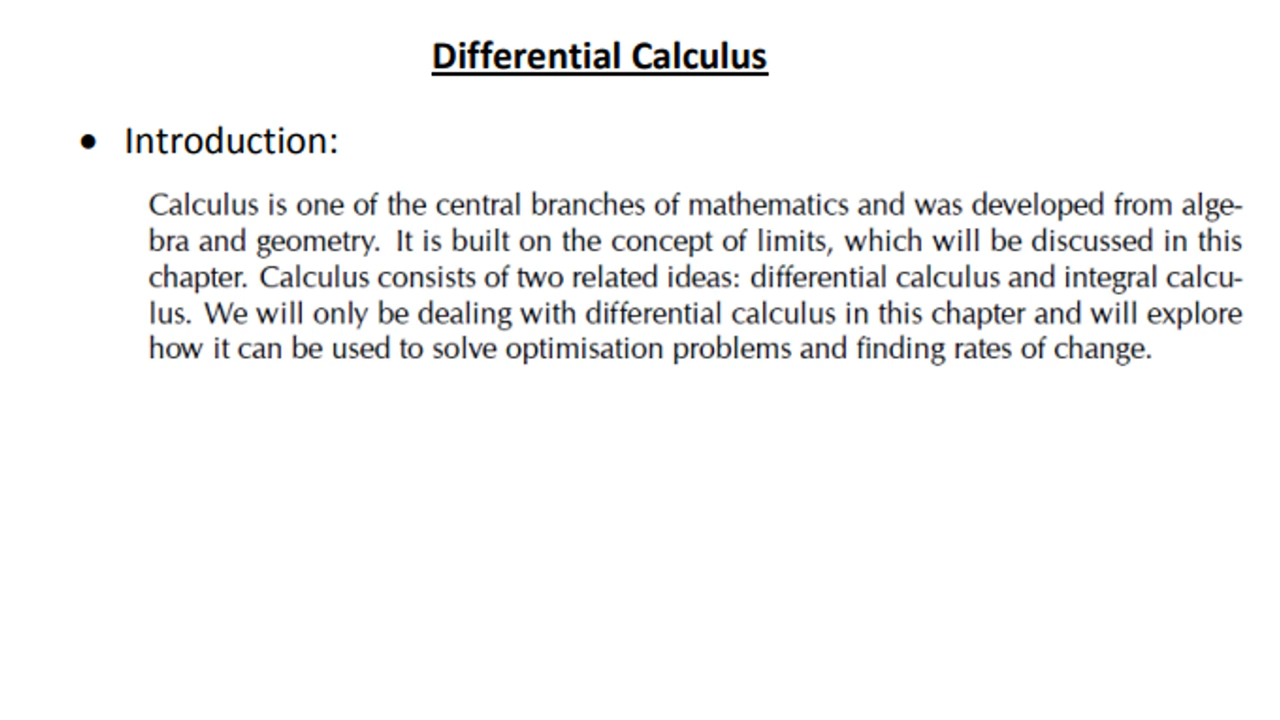 Differential Calculus
• Introduction:
Calculus is one of the central branches of mathematics and was developed from alge-
bra and geometry. It is built on the concept of limits, which will be discussed in this
chapter. Calculus consists of two related ideas: differential calculus and integral calcu-
lus. We will only be dealing with differential calculus in this chapter and will explore
how it can be used to solve optimisation problems and finding rates of change.